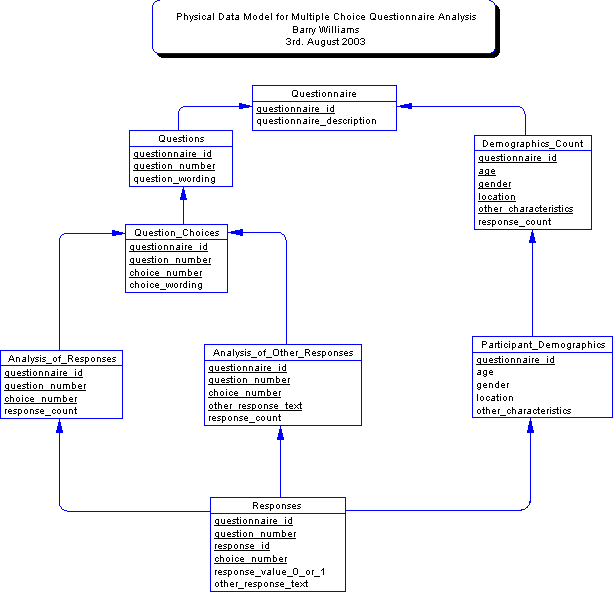 Physical Data Model for Multiple Choice Questionnaire Analysis
Barry Williams
3rd. August 2003
Questionnaire
questionnaire_id
questionnaire_description
Questions
questionnaire_id
question_number
question_wording
Demographics_Count
questionnaire_id
age
gender
location
other_characteristics
response_count
Question_Choices
questionnaire_id
question_number
choice_number
choice_wording
Analysis_of_Responses
questionnaire_id
question_number
choice_number
response_count
Analysis_of_Other_Responses
questionnaire_id
question_number
choice_number
other_response_text
response_count
Participant_Demographics
questionnaire_id
age
gender
location
other_characteristics
Responses
questionnaire_id
question_number
response_id
choice_number
response_value_0_or_1
other_response_text